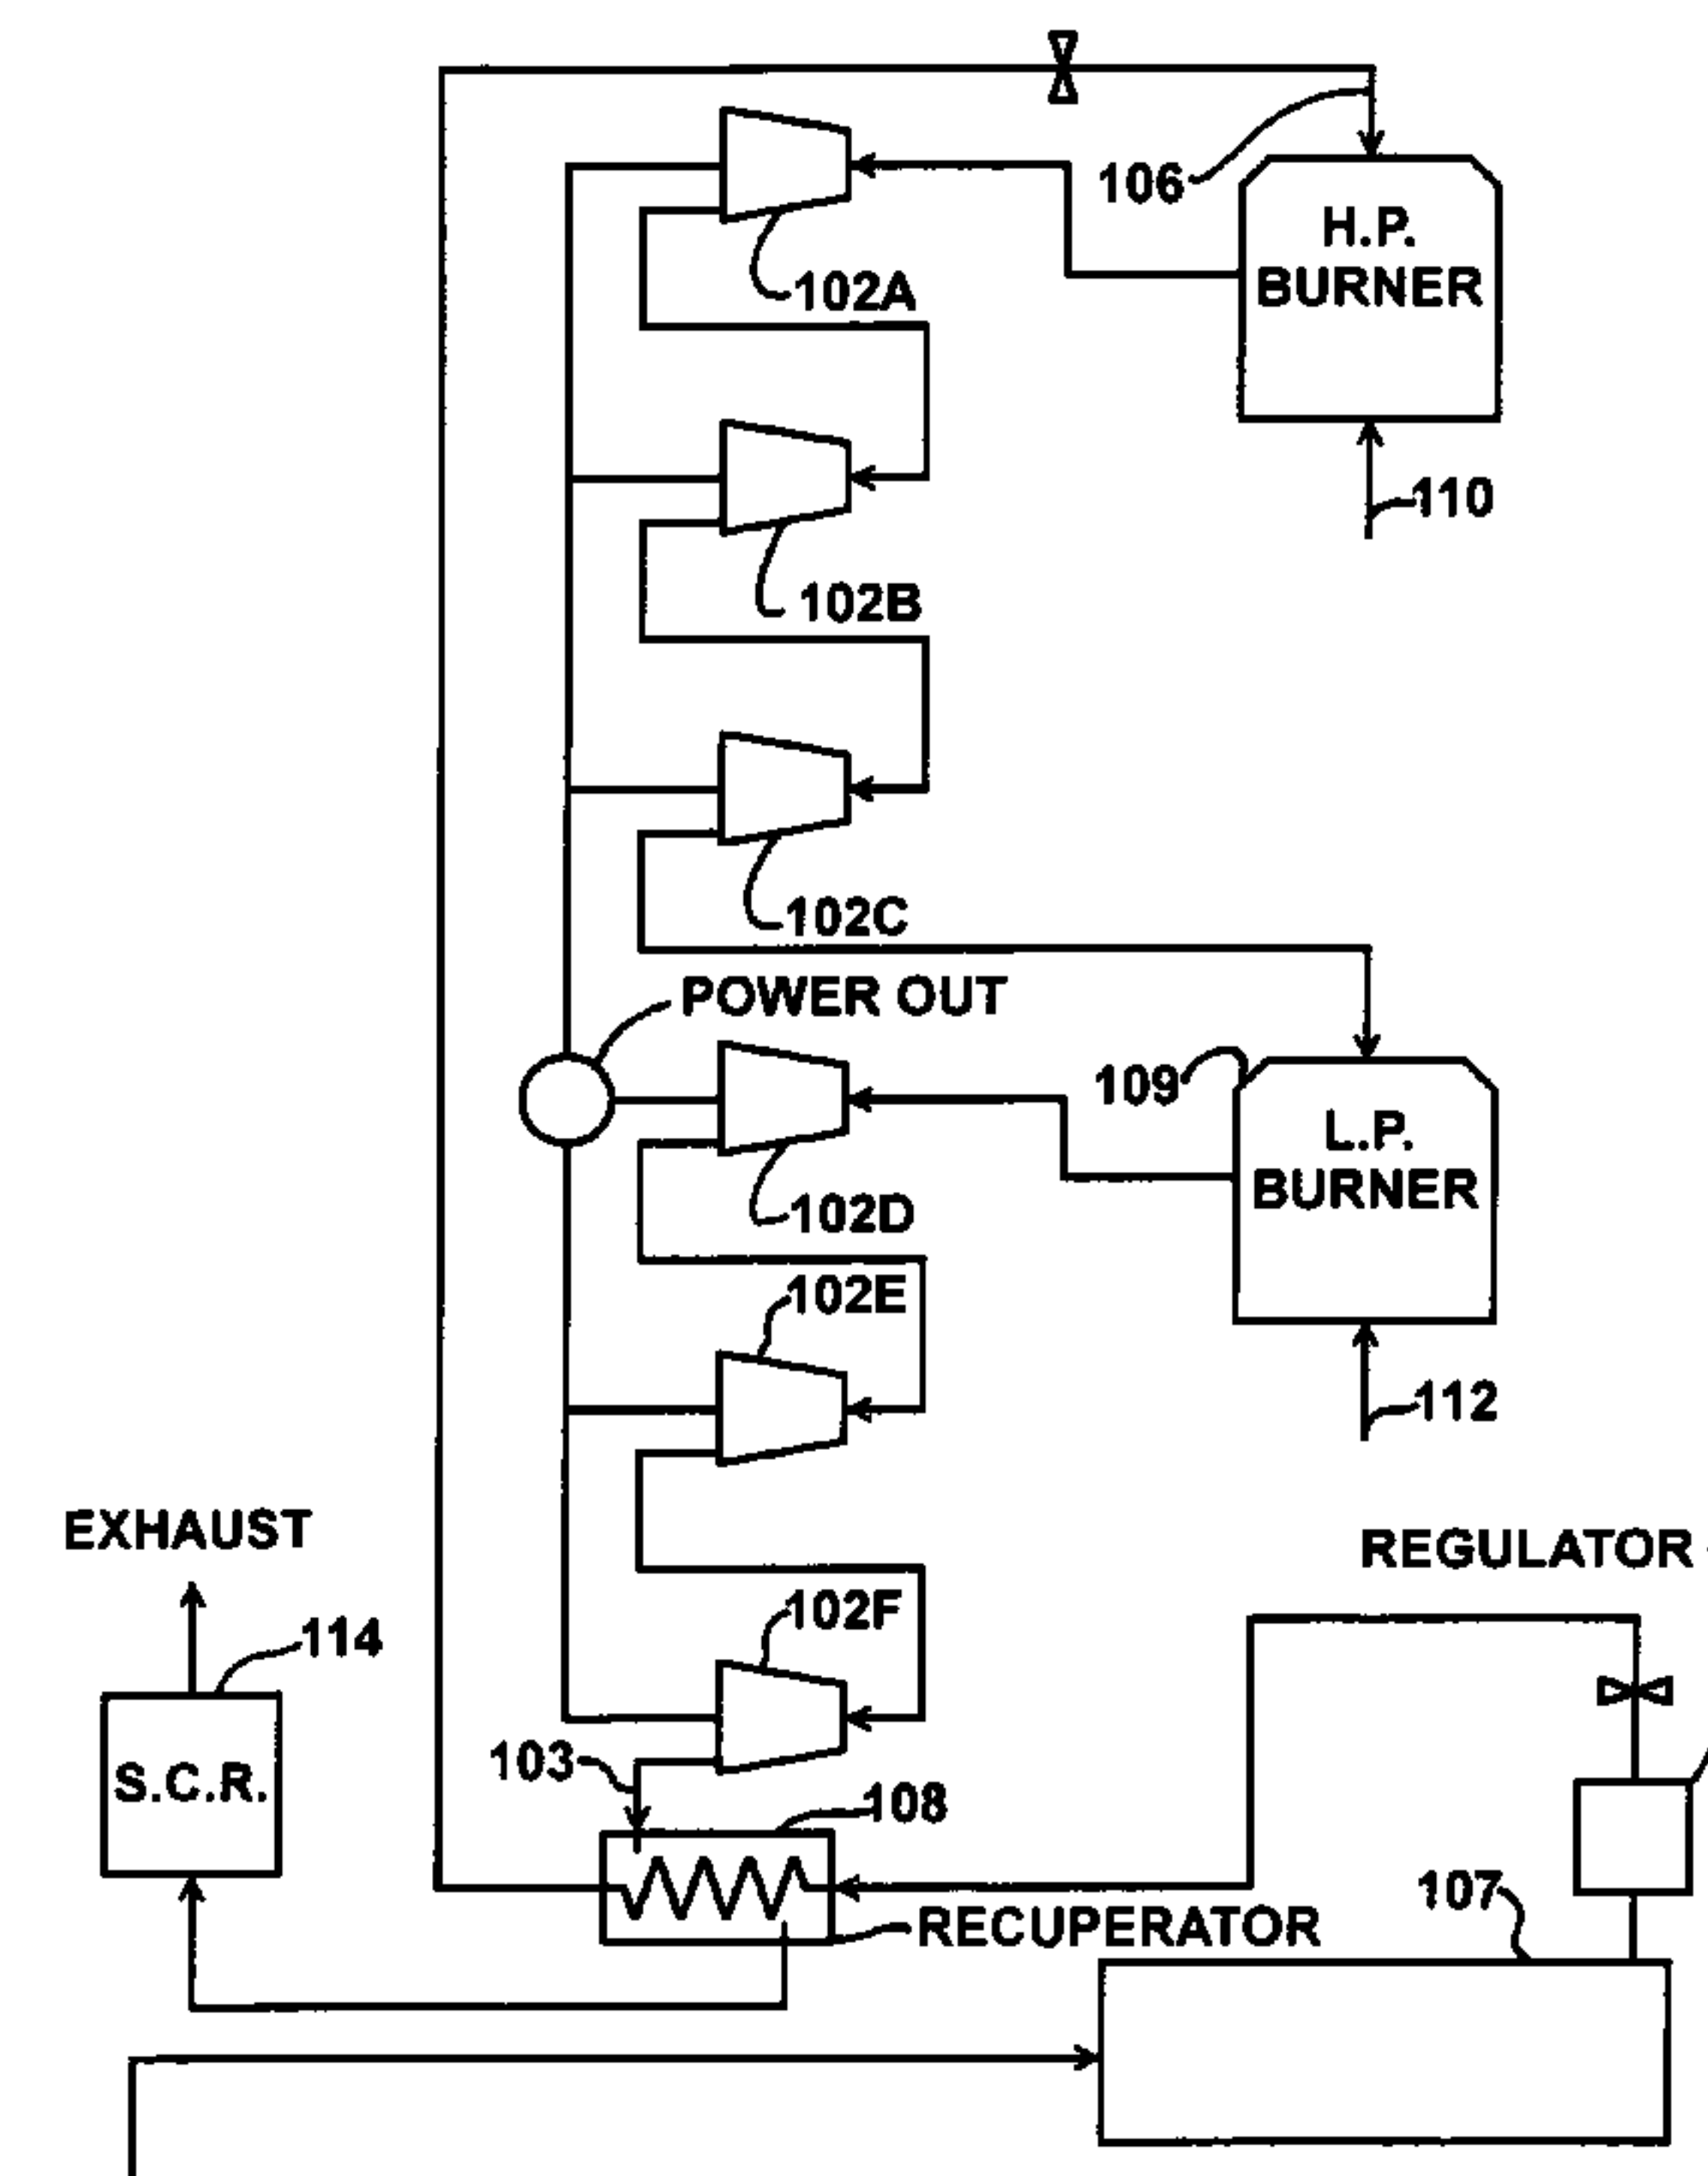 106
H.P.
BURNER
102A
110
102B
102C
POWER OUT
109
L.P.
BURNER
102D
102E
112
EXHAUST
REGULATOR
102F
114
103
S.C.R.
108
107
RECUPERATOR